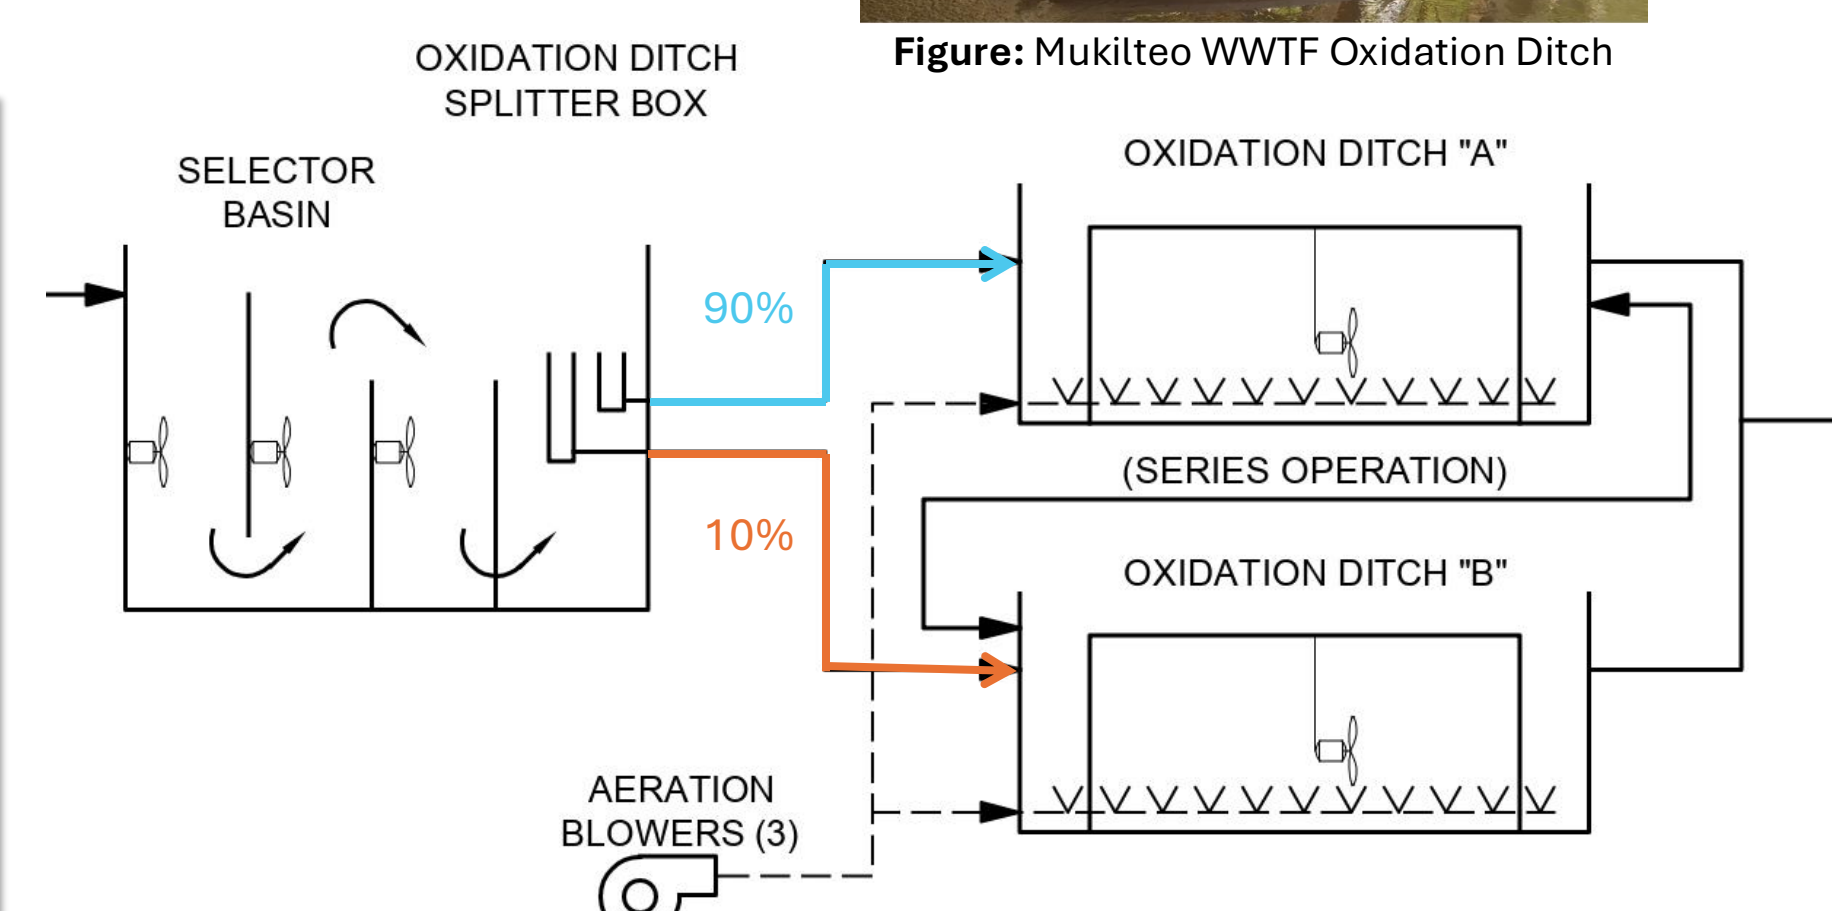 Figure: Mukilteo WWTF Oxidation Ditch
OXIDATION DITCH
SPLITTER BOX
SELECTOR
BASIN
OXIDATION DITCH "A"
90%
(SERIES OPERATION)
10%
OXIDATION DITCH "B"
AERATION
BLOWERS (3)